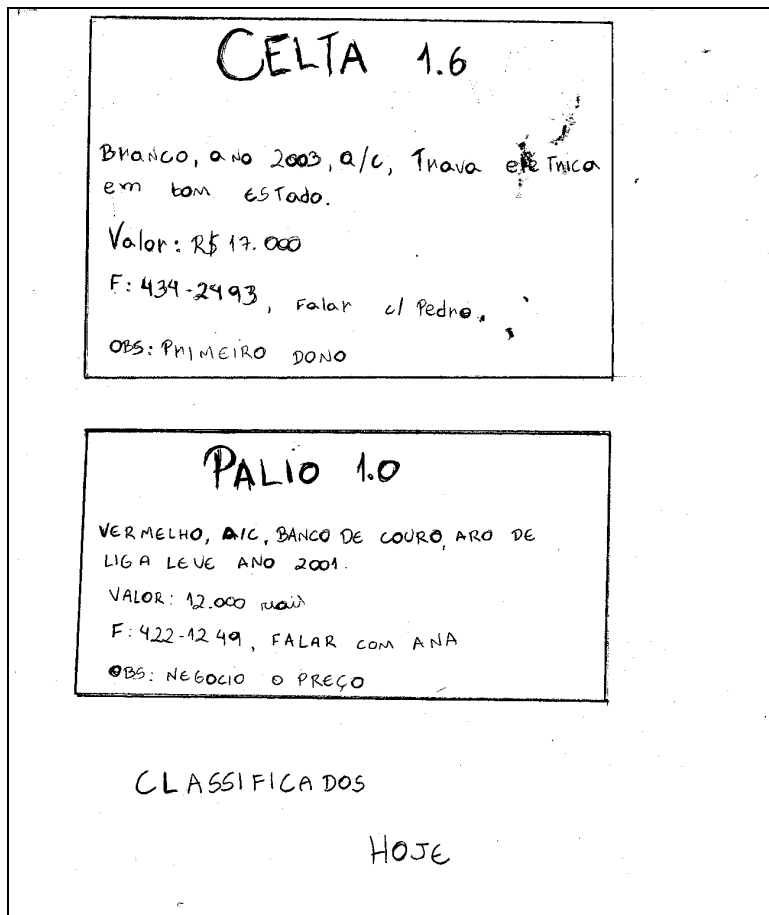 CELTA 1.6
Branco, ano 2003, a/c, Trava eletrica
em bom ESTado.
Valor: R$ 17.000
F: 434-2493, Falar c/ Pedro.
OBS: PRIMEIRO DONO
PALIO 1.0
VERMELHO, A/C, BANCO DE COURO, ARO DE
LIGA LEVE ANO 2001.
VALOR: 12.000 reais
F: 422-1249, FALAR COM ANA
OBS: NEGOCIO O PREÇO
CLASSIFICADOS
HOJE